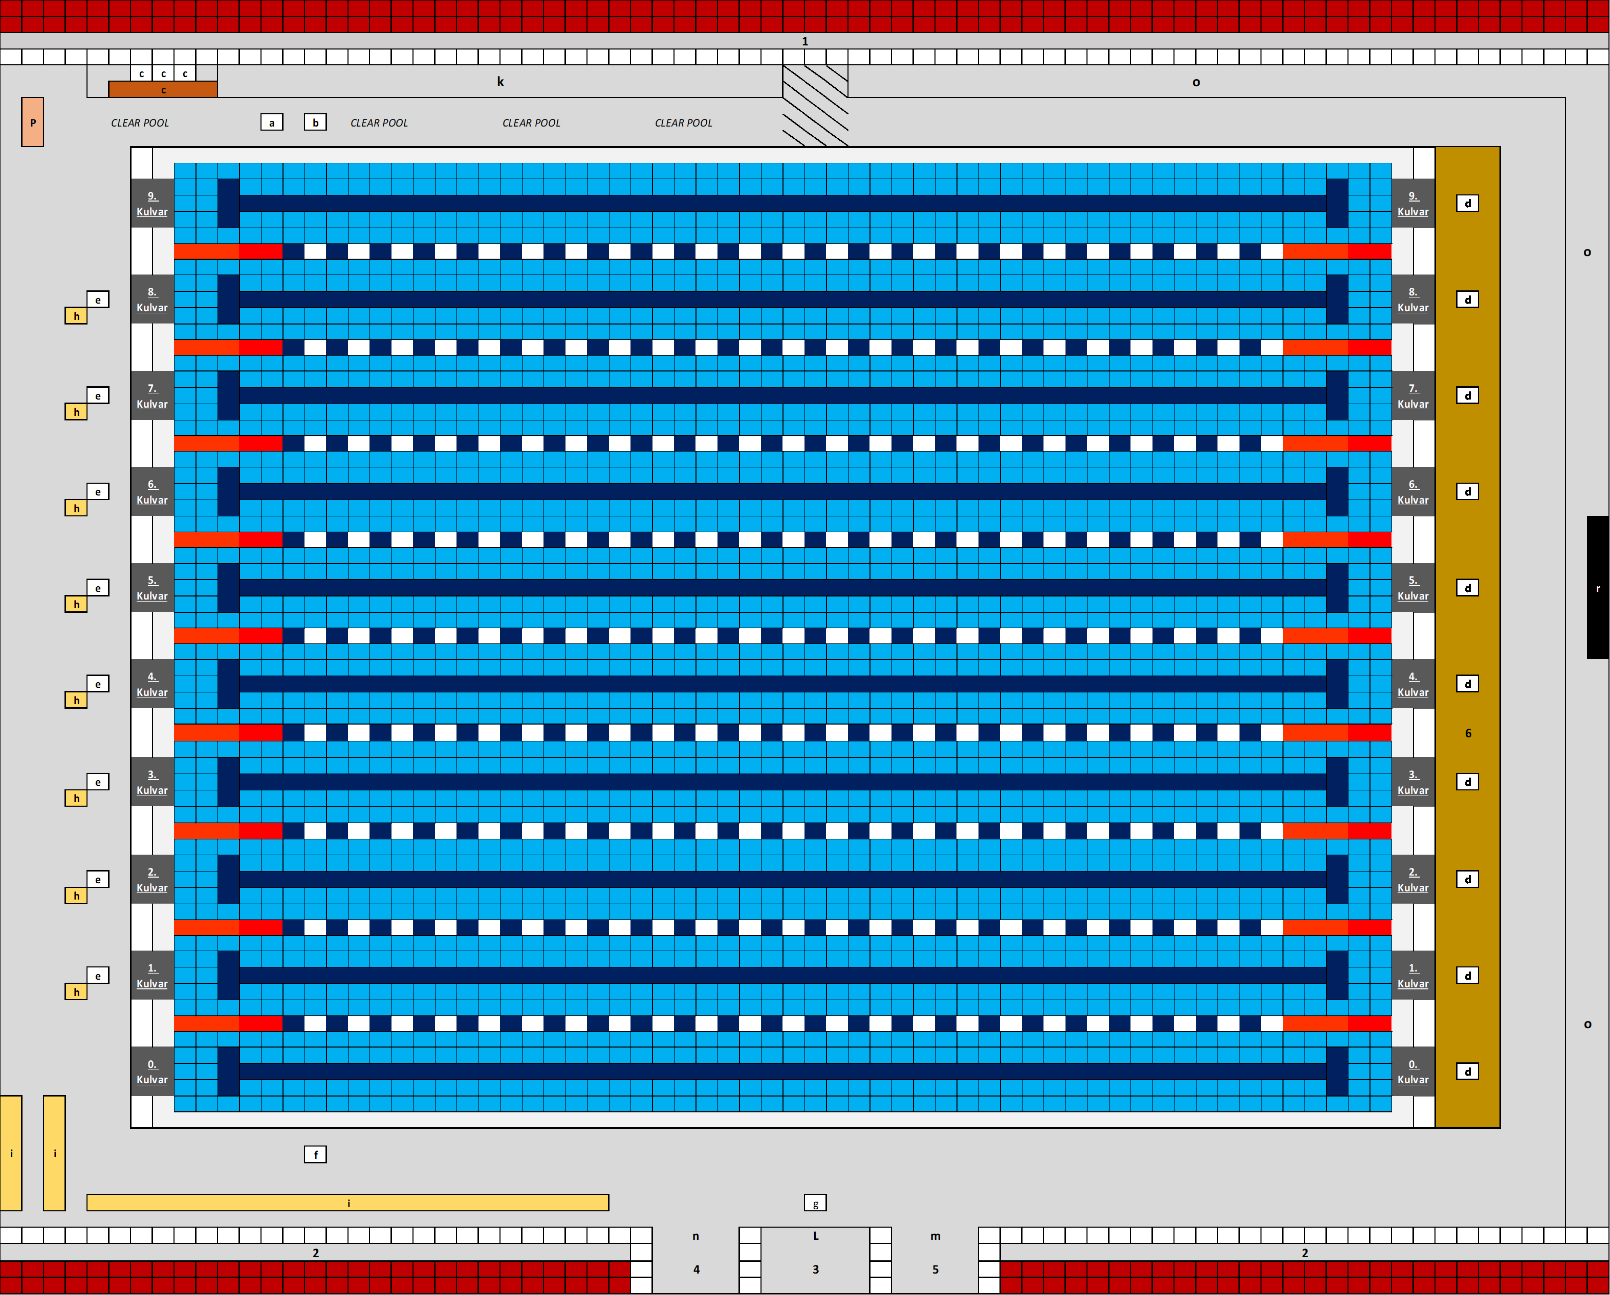 1
c c c
c
k
o
P
CLEAR POOL
a
b
CLEAR POOL
CLEAR POOL
CLEAR POOL
9.
Kulvar
9.
Kulvar
d
o
e
h
8.
Kulvar
8.
Kulvar
d
e
h
7.
Kulvar
7.
Kulvar
d
e
h
6.
Kulvar
6.
Kulvar
d
e
h
5.
Kulvar
5.
Kulvar
d
r
e
h
4.
Kulvar
4.
Kulvar
d
6
e
h
3.
Kulvar
3.
Kulvar
d
e
h
2.
Kulvar
2.
Kulvar
d
e
h
1.
Kulvar
1.
Kulvar
d
o
0.
Kulvar
0.
Kulvar
d
i
i
f
i
g
n
L
m
2
2
4
3
5